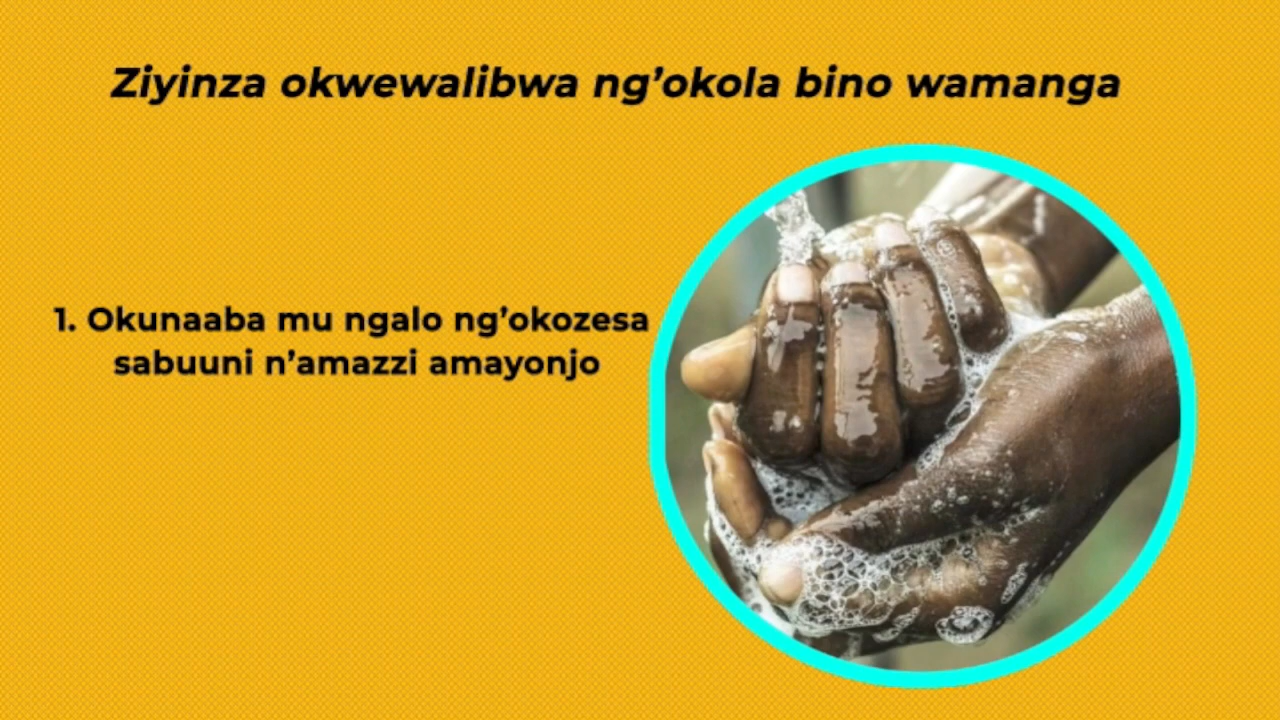 Ziyinza okwewalibwa ng’okola bino wamanga
1. Okunaaba mu ngalo ng’okozesa
sabuuni n’amazzi amayonjo